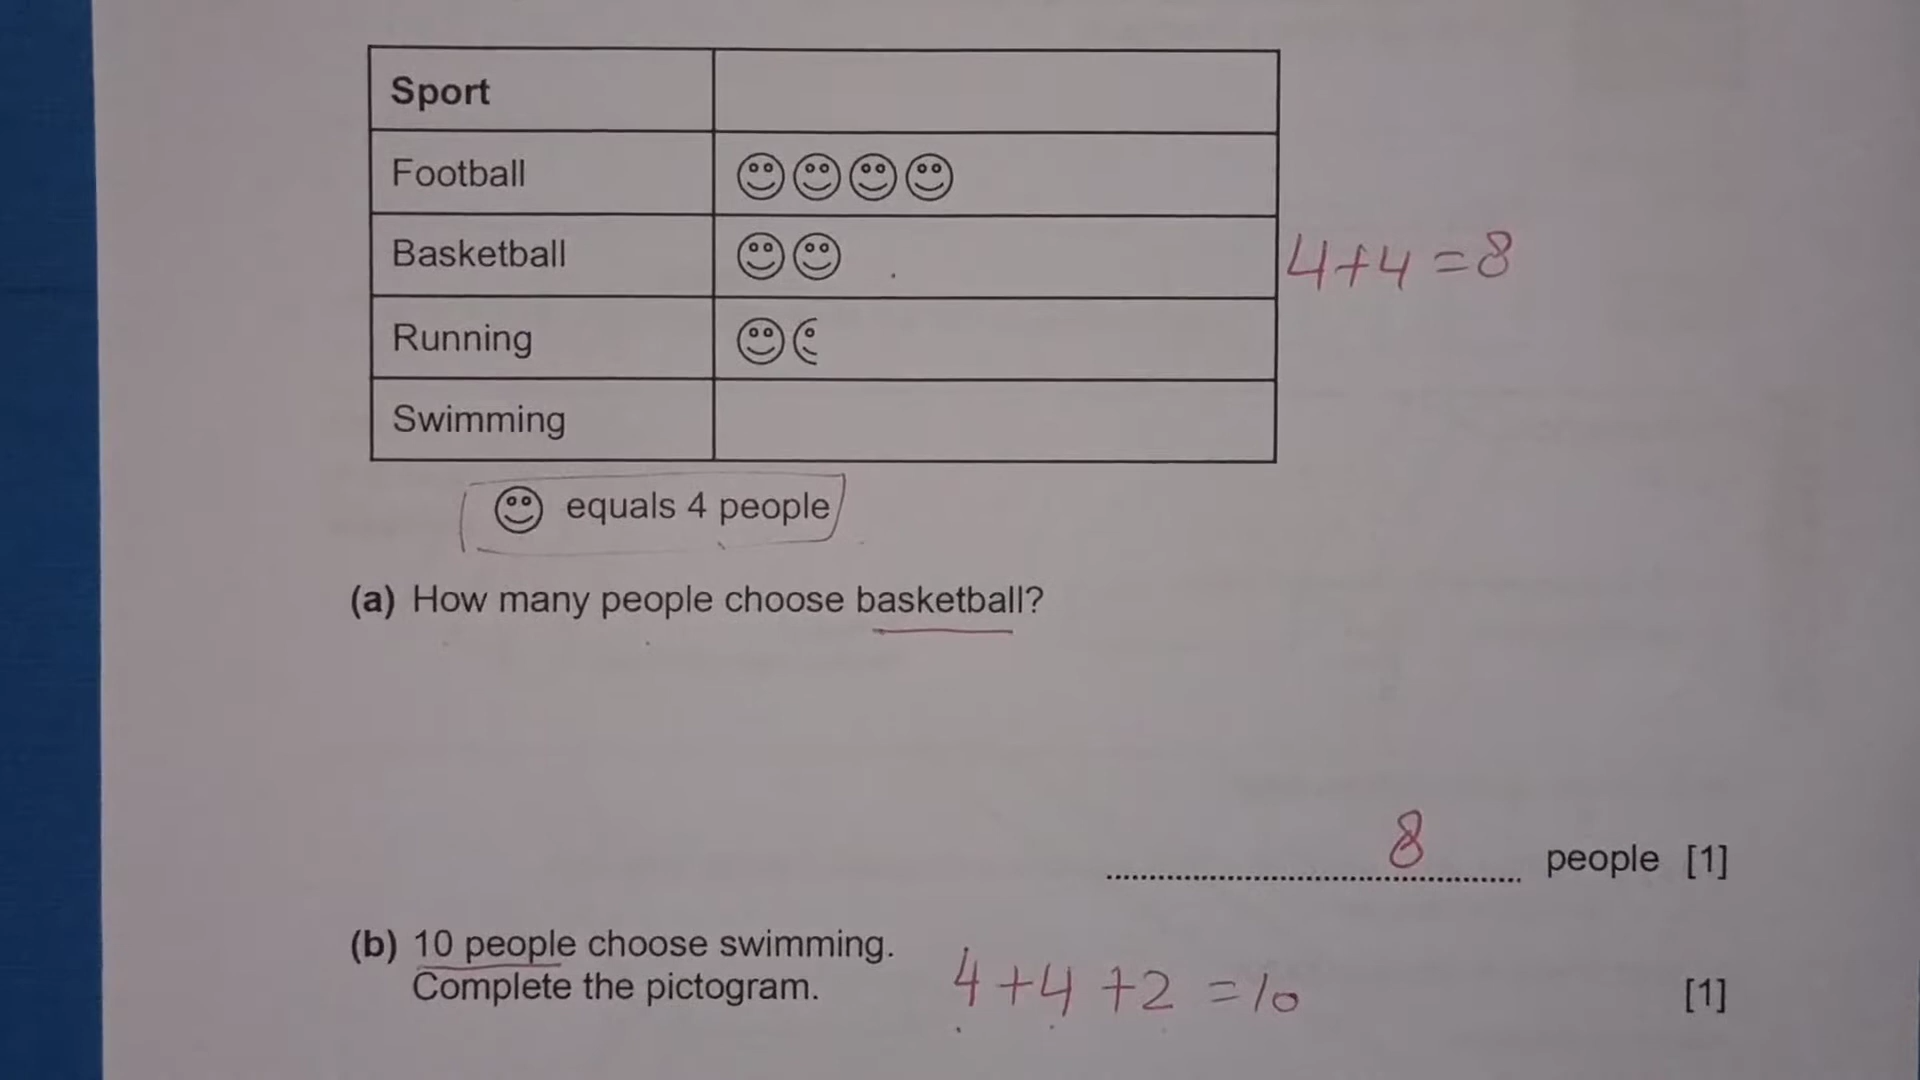 Sport
Football
Basketball 4+4=8
Running
Swimming
equals 4 people
(a) How many people choose basketball?
8 people [1]
(b) 10 people choose swimming.
Complete the pictogram. 4+4+2=10 [1]